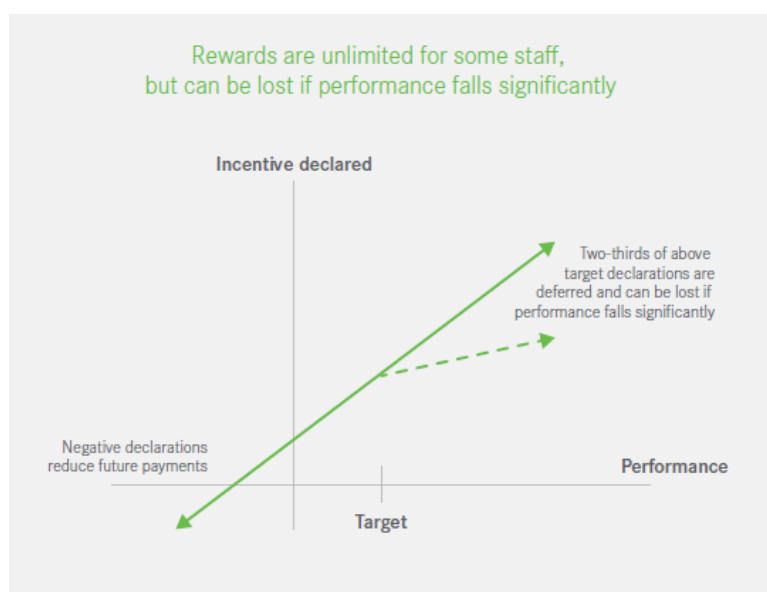 Rewards are unlimited for some staff,
but can be lost if performance falls significantly
Incentive declared
Two-thirds of above
target declarations are
deferred and can be lost if
performance falls significantly
Negative declarations
reduce future payments
Performance
Target